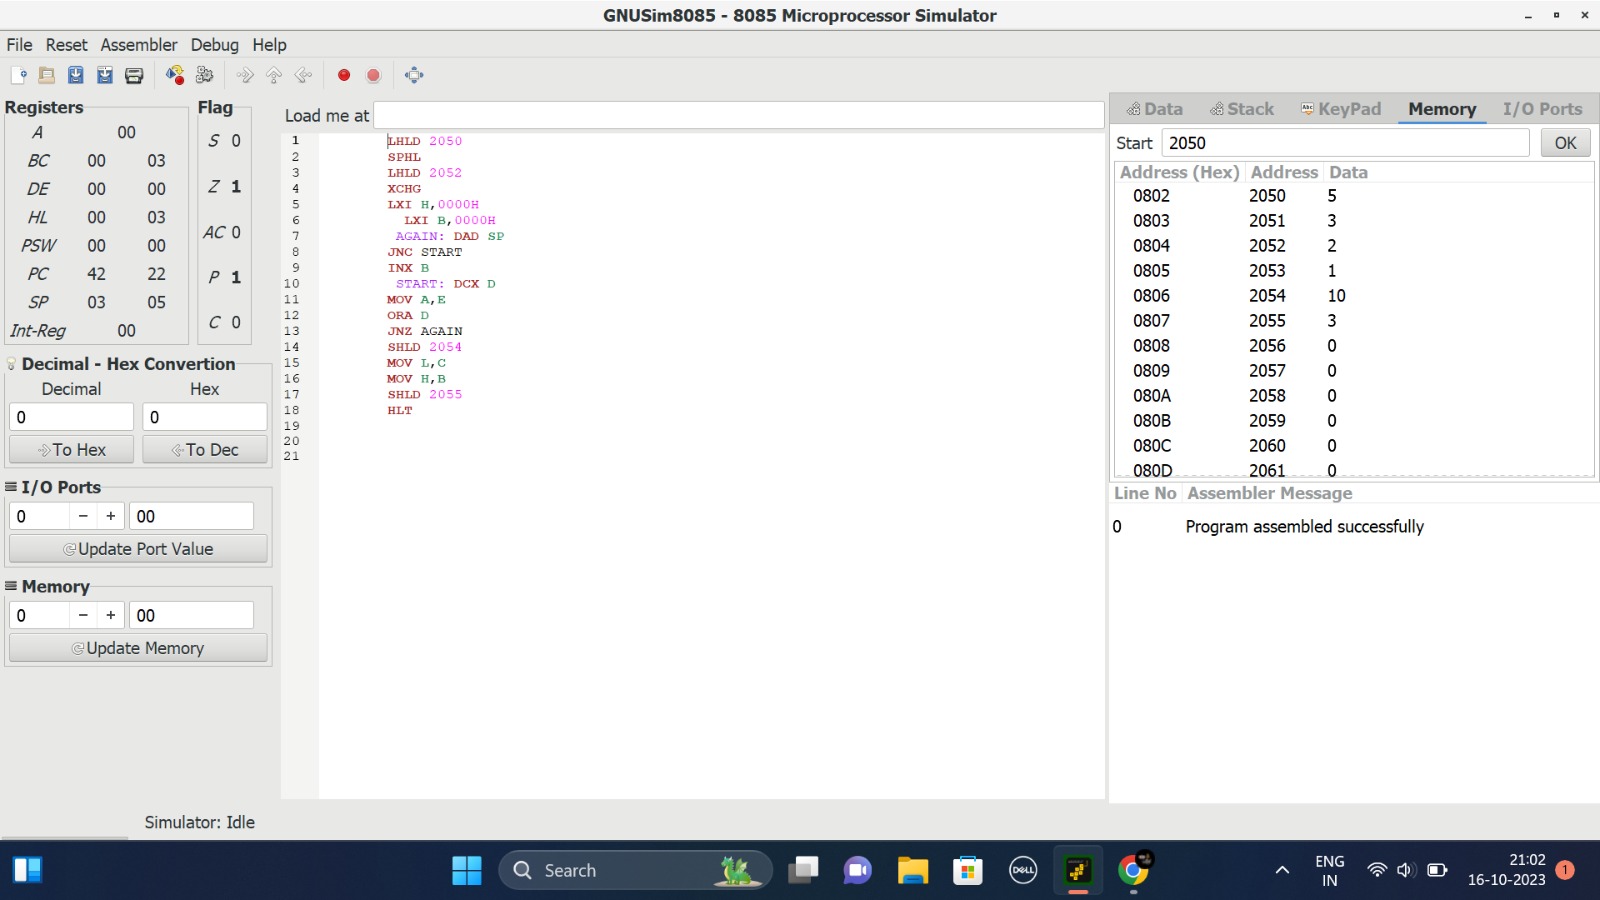 GNUSim8085 - 8085 Microprocessor Simulator
File Reset Assembler Debug Help
Registers
A 00
BC 00 03
DE 00 00
HL 00 03
PSW 00 00
PC 42 22
SP 03 05
Int-Reg 00
Flag
S 0
Z 1
AC 0
P 1
C 0
Decimal - Hex Convertion
Decimal Hex
0 0
To Hex To Dec
I/O Ports
0 − + 00
Update Port Value
Memory
0 − + 00
Update Memory
Load me at
1 LHLD 2050
2 SPHL
3 LHLD 2052
4 XCHG
5 LXI H,0000H
6 LXI B,0000H
7 AGAIN: DAD SP
8 JNC START
9 INX B
10 START: DCX D
11 MOV A,E
12 ORA D
13 JNZ AGAIN
14 SHLD 2054
15 MOV L,C
16 MOV H,B
17 SHLD 2055
18 HLT
19
20
21
Data Stack KeyPad Memory I/O Ports
Start 2050 OK
Address (Hex) Address Data
0802 2050 5
0803 2051 3
0804 2052 2
0805 2053 1
0806 2054 10
0807 2055 3
0808 2056 0
0809 2057 0
080A 2058 0
080B 2059 0
080C 2060 0
080D 2061 0
Line No Assembler Message
0 Program assembled successfully
Simulator: Idle
Search
DELL
ENG
IN
21:02
16-10-2023
1